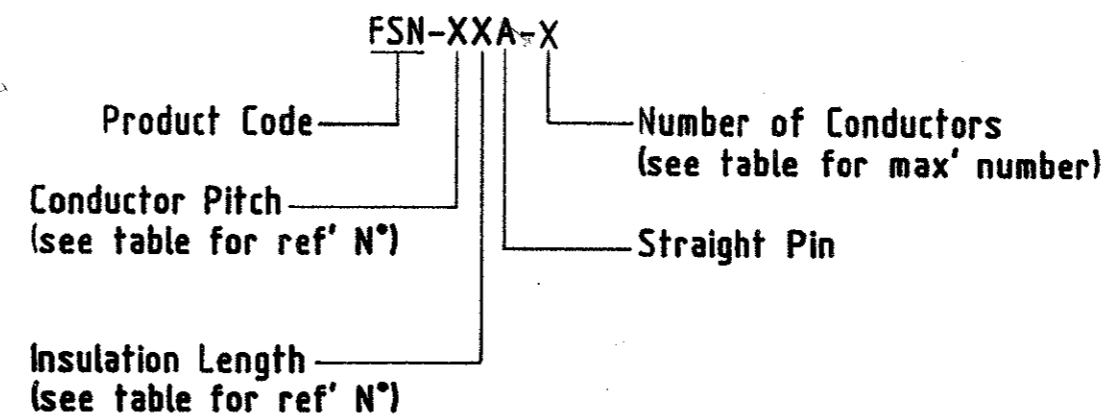 FSN-XXA-X
Product Code
Number of Conductors
(see table for max' number)
Conductor Pitch
(see table for ref' N°)
Straight Pin
Insulation Length
(see table for ref' N°)